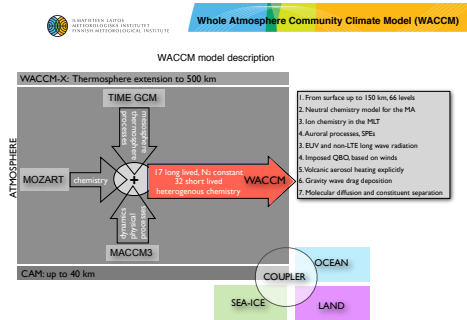 ILMATIETEEN LAITOS
METEOROLOGISKA INSTITUTET
FINNISH METEOROLOGICAL INSTITUTE
Whole Atmosphere Community Climate Model (WACCM)
WACCM model description
WACCM-X: Thermosphere extension to 500 km
ATMOSPHERE
TIME GCM
mesosphere
thermosphere
processes
MOZART
chemistry
+
17 long lived, N₂ constant
32 short lived
heterogenous chemistry
WACCM
dynamics
physical
processes
MACCM3
CAM: up to 40 km
1. From surface up to 150 km, 66 levels
2. Neutral chemistry model for the MA
3. Ion chemistry in the MLT
4. Auroral processes, SPEs
3. EUV and non-LTE long wave radiation
4. Imposed QBO, based on winds
5. Volcanic aerosol heating explicitly
6. Gravity wave drag deposition
7. Molecular diffusion and constituent separation
OCEAN
COUPLER
SEA-ICE
LAND